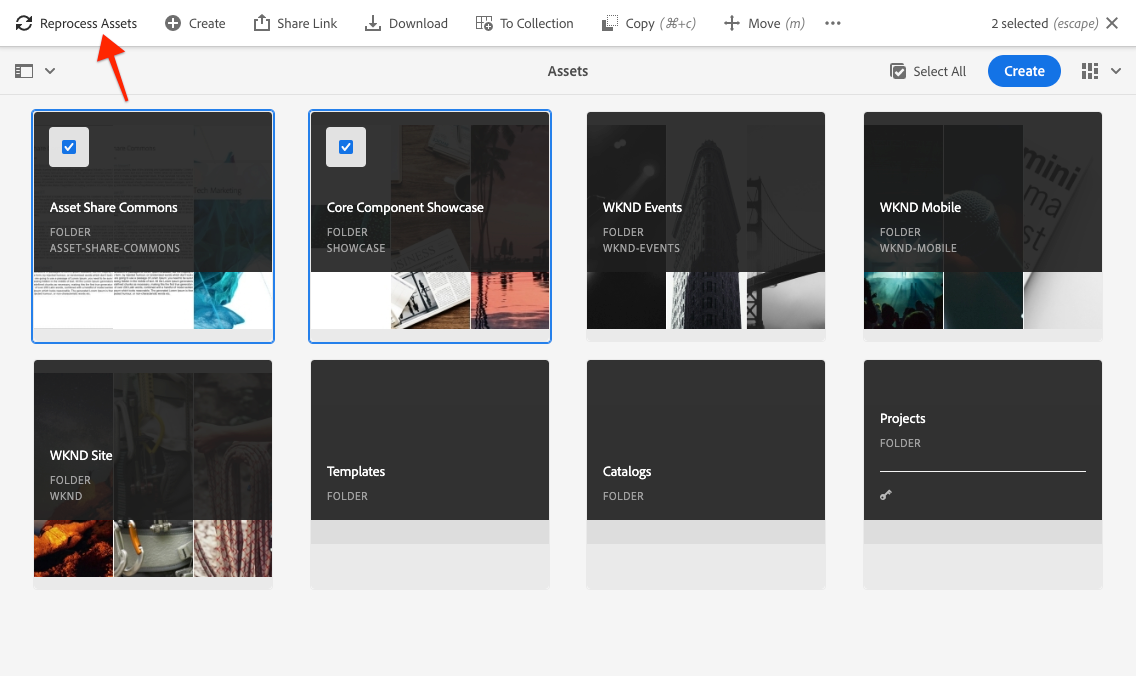 Reprocess Assets Create Share Link Download To Collection Copy (⌘+c) Move (m) 2 selected (escape)
Assets Select All Create
Asset Share Commons
FOLDER
ASSET-SHARE-COMMONS
Core Component Showcase
FOLDER
SHOWCASE
WKND Events
FOLDER
WKND-EVENTS
WKND Mobile
FOLDER
WKND-MOBILE
WKND Site
FOLDER
WKND
Templates
FOLDER
Catalogs
FOLDER
Projects
FOLDER